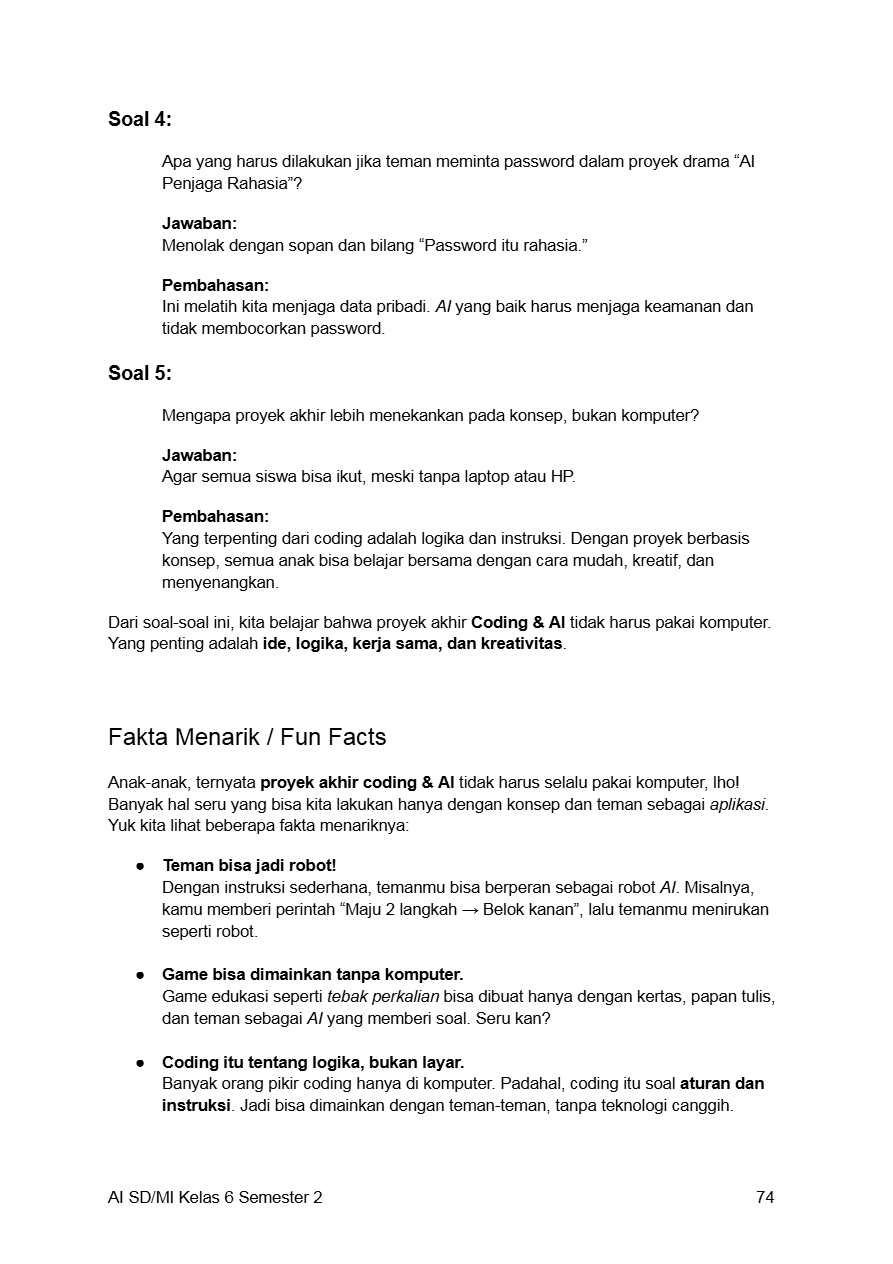 Soal 4:
Apa yang harus dilakukan jika teman meminta password dalam proyek drama “AI
Penjaga Rahasia”?
Jawaban:
Menolak dengan sopan dan bilang “Password itu rahasia.”
Pembahasan:
Ini melatih kita menjaga data pribadi. AI yang baik harus menjaga keamanan dan
tidak membocorkan password.
Soal 5:
Mengapa proyek akhir lebih menekankan pada konsep, bukan komputer?
Jawaban:
Agar semua siswa bisa ikut, meski tanpa laptop atau HP.
Pembahasan:
Yang terpenting dari coding adalah logika dan instruksi. Dengan proyek berbasis
konsep, semua anak bisa belajar bersama dengan cara mudah, kreatif, dan
menyenangkan.
Dari soal-soal ini, kita belajar bahwa proyek akhir Coding & AI tidak harus pakai komputer.
Yang penting adalah ide, logika, kerja sama, dan kreativitas.
Fakta Menarik / Fun Facts
Anak-anak, ternyata proyek akhir coding & AI tidak harus selalu pakai komputer, lho!
Banyak hal seru yang bisa kita lakukan hanya dengan konsep dan teman sebagai aplikasi.
Yuk kita lihat beberapa fakta menariknya:
● Teman bisa jadi robot!
Dengan instruksi sederhana, temanmu bisa berperan sebagai robot AI. Misalnya,
kamu memberi perintah “Maju 2 langkah → Belok kanan”, lalu temanmu menirukan
seperti robot.
● Game bisa dimainkan tanpa komputer.
Game edukasi seperti tebak perkalian bisa dibuat hanya dengan kertas, papan tulis,
dan teman sebagai AI yang memberi soal. Seru kan?
● Coding itu tentang logika, bukan layar.
Banyak orang pikir coding hanya di komputer. Padahal, coding itu soal aturan dan
instruksi. Jadi bisa dimainkan dengan teman-teman, tanpa teknologi canggih.
AI SD/MI Kelas 6 Semester 2 74